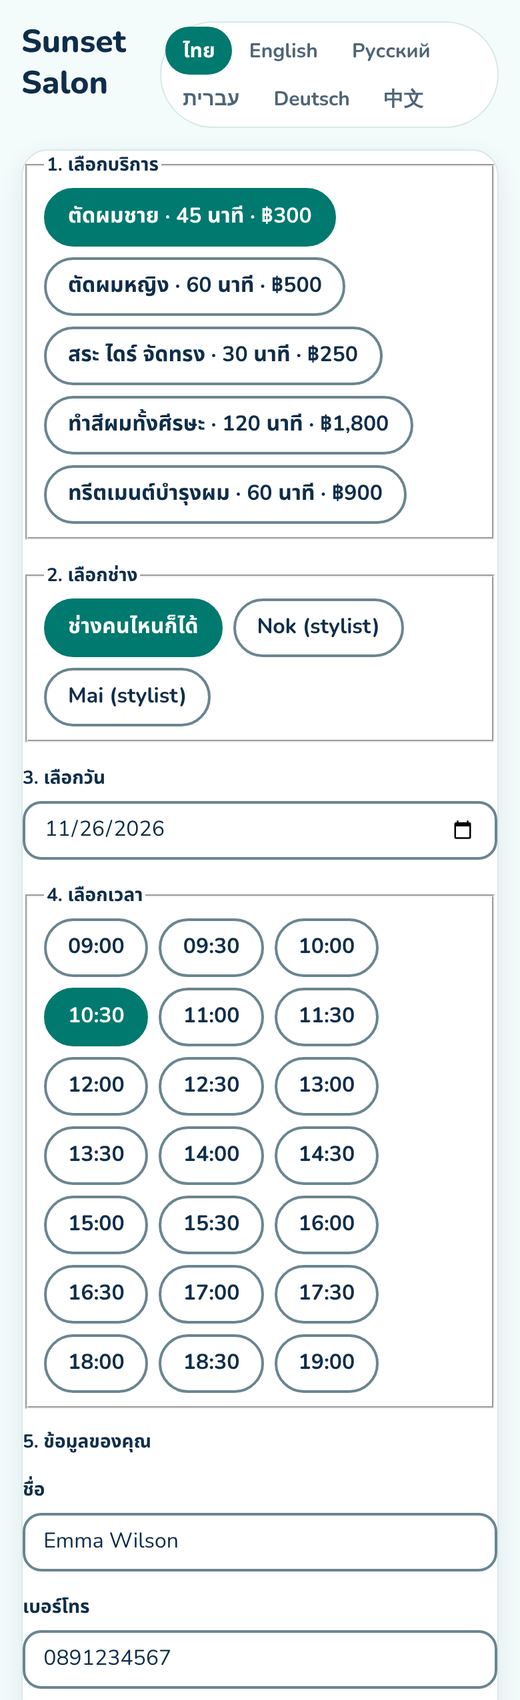 Sunset
Salon
ไทย English Русский
עברית Deutsch 中文
1. เลือกบริการ
ตัดผมชาย · 45 นาที · ฿300
ตัดผมหญิง · 60 นาที · ฿500
สระ ไดร์ จัดทรง · 30 นาที · ฿250
ทำสีผมทั้งศีรษะ · 120 นาที · ฿1,800
ทรีตเมนต์บำรุงผม · 60 นาที · ฿900
2. เลือกช่าง
ช่างคนไหนก็ได้ Nok (stylist)
Mai (stylist)
3. เลือกวัน
11/26/2026
4. เลือกเวลา
09:00 09:30 10:00
10:30 11:00 11:30
12:00 12:30 13:00
13:30 14:00 14:30
15:00 15:30 16:00
16:30 17:00 17:30
18:00 18:30 19:00
5. ข้อมูลของคุณ
ชื่อ
Emma Wilson
เบอร์โทร
0891234567